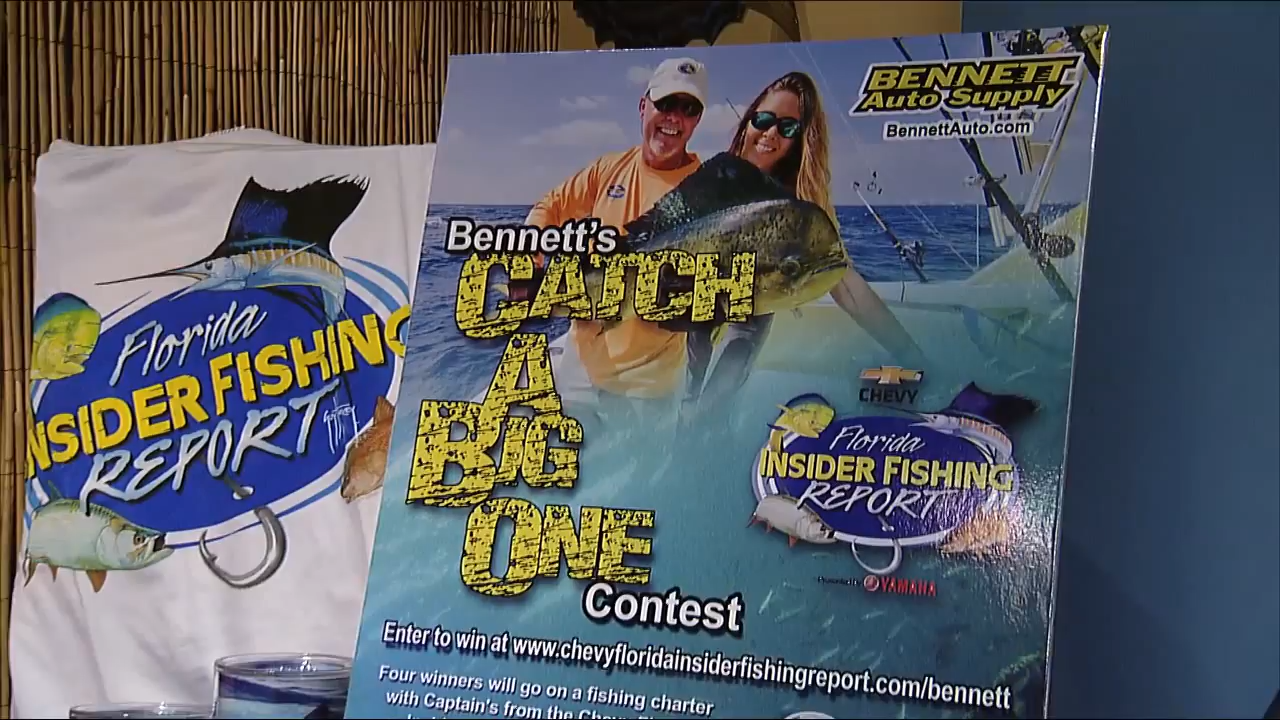 Florida
INSIDER FISHING
REPORT
BENNETT
Auto Supply
BennettAuto.com
Bennett's
CATCH
A
BIG
ONE
Contest
CHEVY
Florida
INSIDER FISHING
REPORT
Presented by YAMAHA
Enter to win at www.chevyfloridainsiderfishingreport.com/bennett
Four winners will go on a fishing charter
with Captain's from the